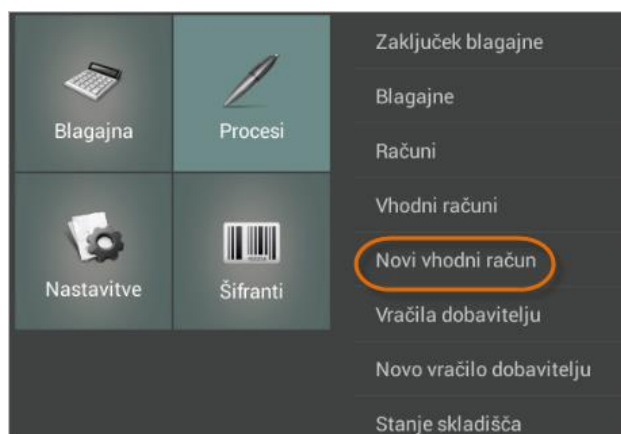 Blagajna
Procesi
Nastavitve
Šifranti
Zaključek blagajne
Blagajne
Računi
Vhodni računi
Novi vhodni račun
Vračila dobavitelju
Novo vračilo dobavitelju
Stanje skladišča